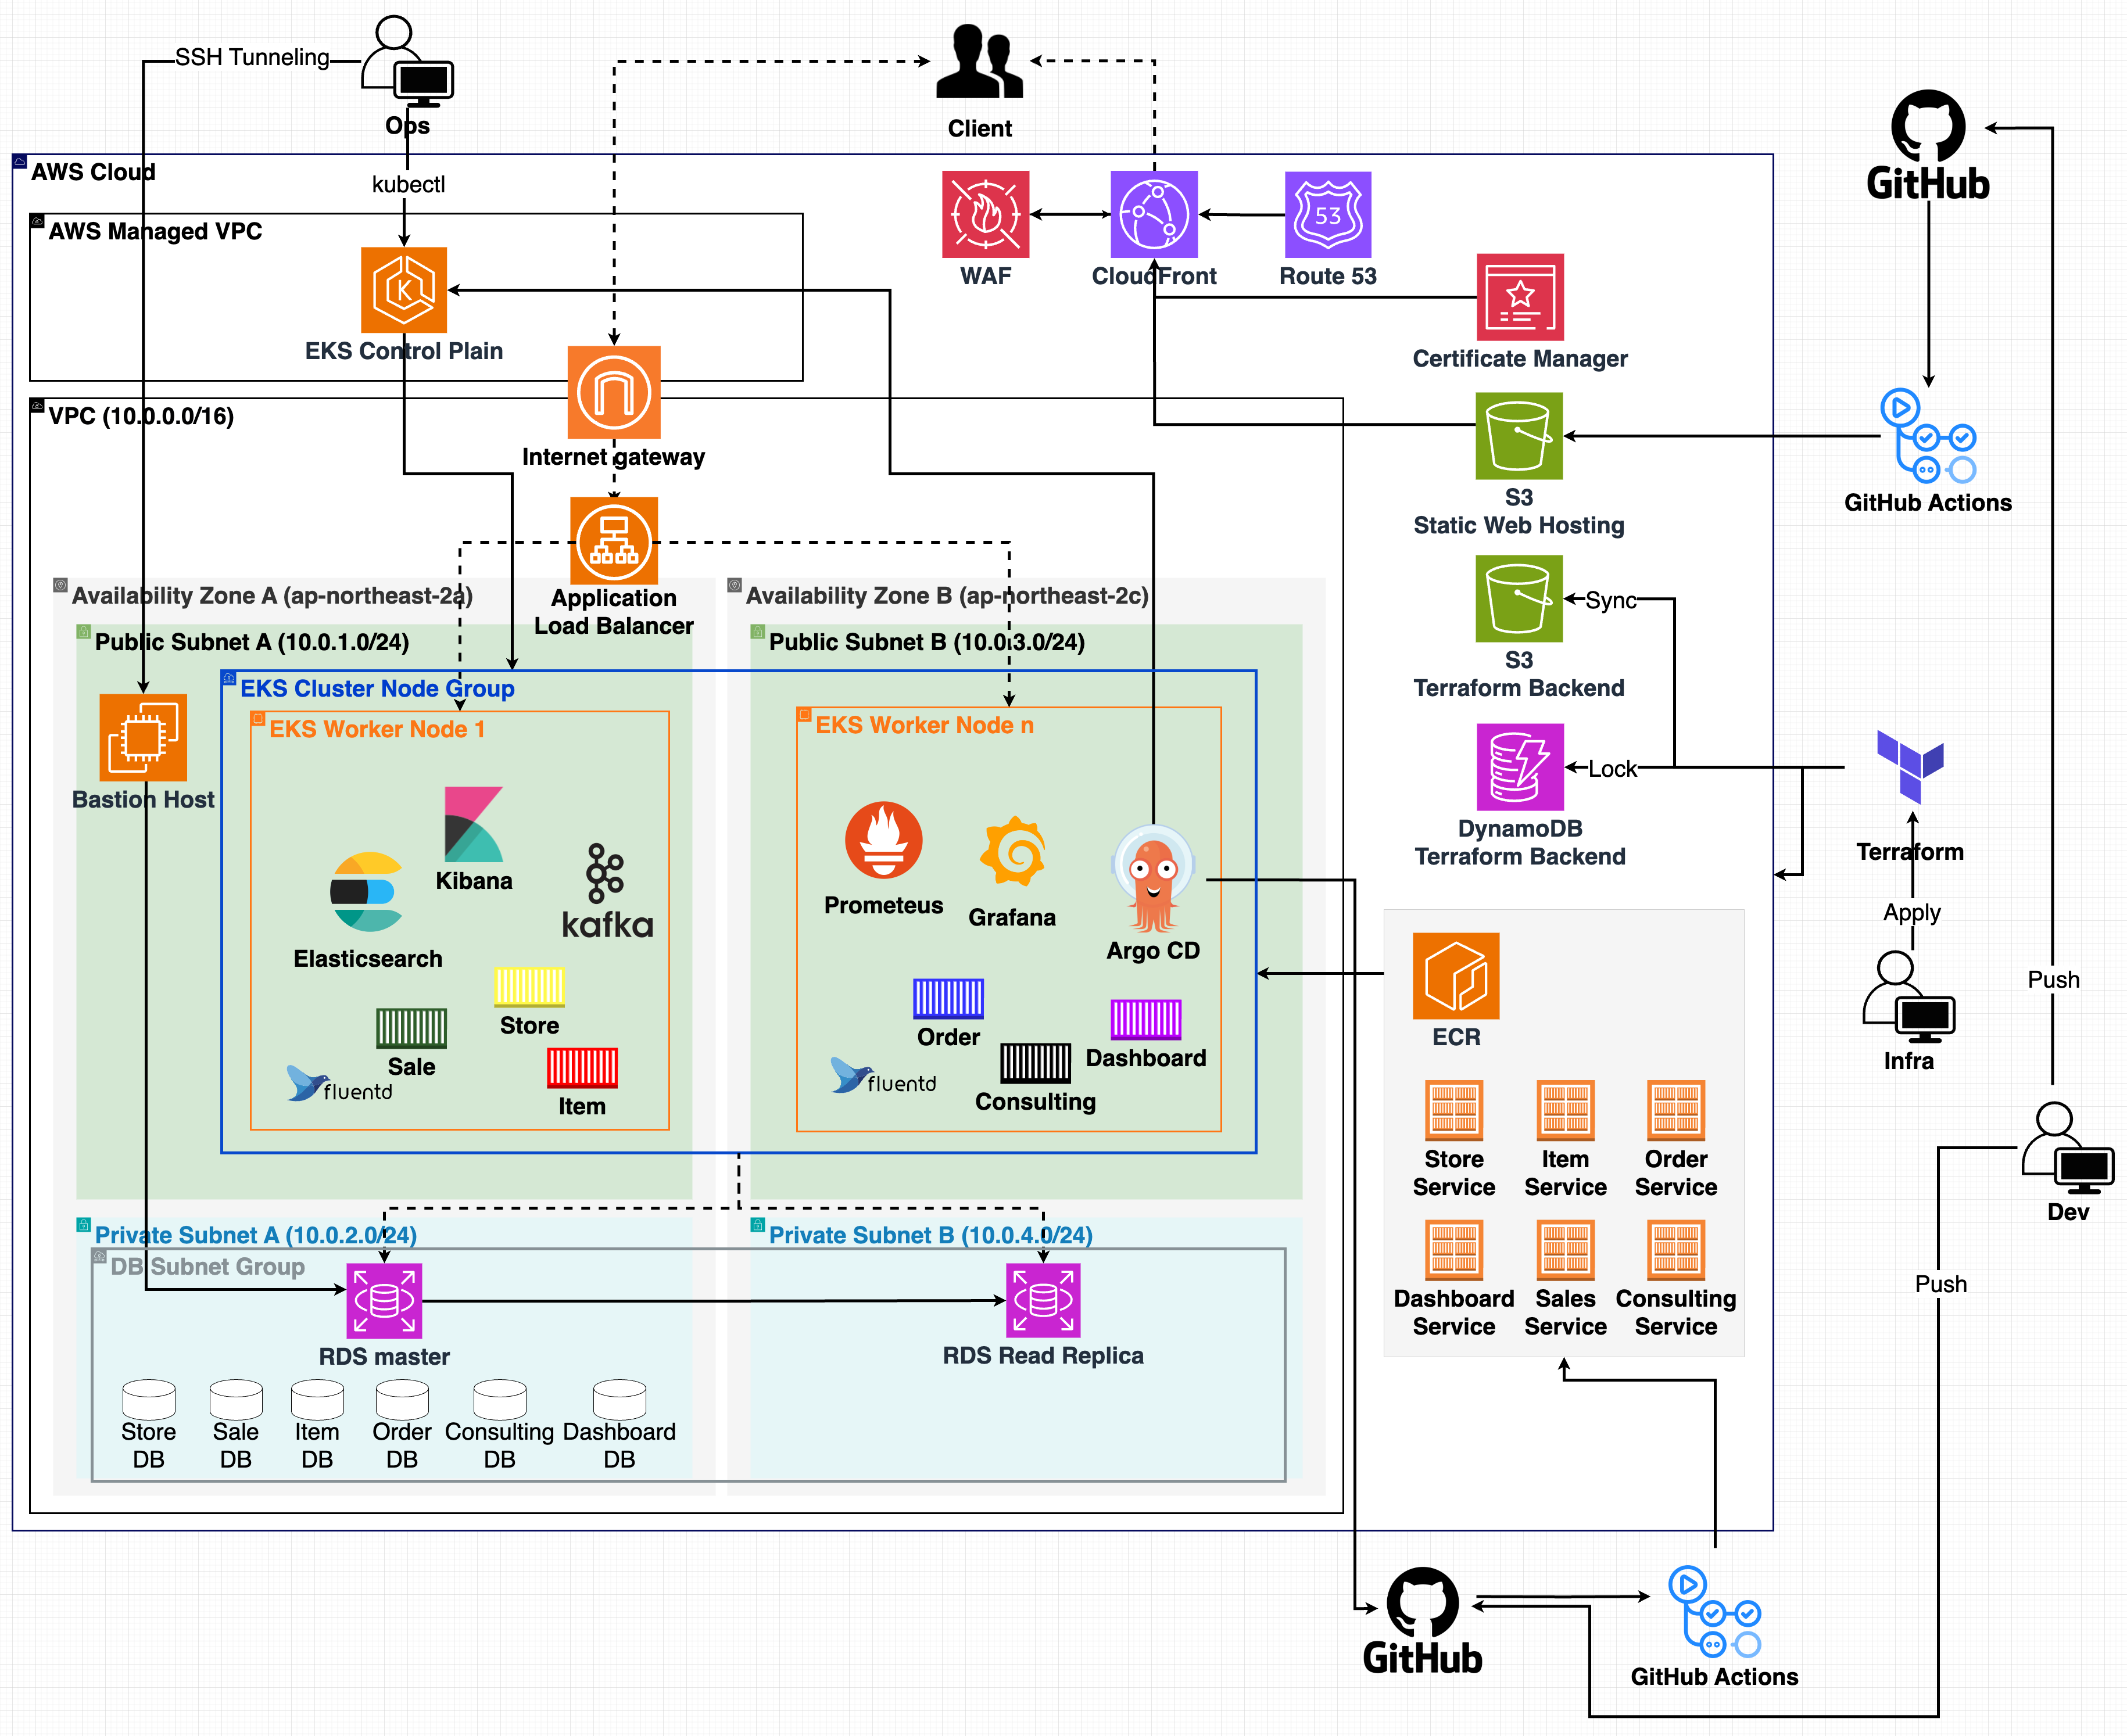 SSH Tunneling
Ops
kubectl
Client
GitHub
AWS Cloud
AWS Managed VPC
EKS Control Plain
WAF
CloudFront
53
Route 53
Certificate Manager
VPC (10.0.0.0/16)
Internet gateway
S3
Static Web Hosting
GitHub Actions
Application
Load Balancer
Availability Zone A (ap-northeast-2a)
Availability Zone B (ap-northeast-2c)
Sync
S3
Terraform Backend
Public Subnet A (10.0.1.0/24)
Public Subnet B (10.0.3.0/24)
EKS Cluster Node Group
EKS Worker Node 1
EKS Worker Node n
Bastion Host
Lock
DynamoDB
Terraform Backend
Terraform
Apply
Infra
Push
Kibana
Elasticsearch
kafka
Store
Sale
Item
fluentd
Prometeus
Grafana
Argo CD
Order
Dashboard
Consulting
fluentd
K
ECR
Store
Service
Item
Service
Order
Service
Dashboard
Service
Sales
Service
Consulting
Service
Dev
Push
Private Subnet A (10.0.2.0/24)
Private Subnet B (10.0.4.0/24)
DB Subnet Group
RDS master
RDS Read Replica
Store
DB
Sale
DB
Item
DB
Order
DB
Consulting
DB
Dashboard
DB
GitHub
GitHub Actions